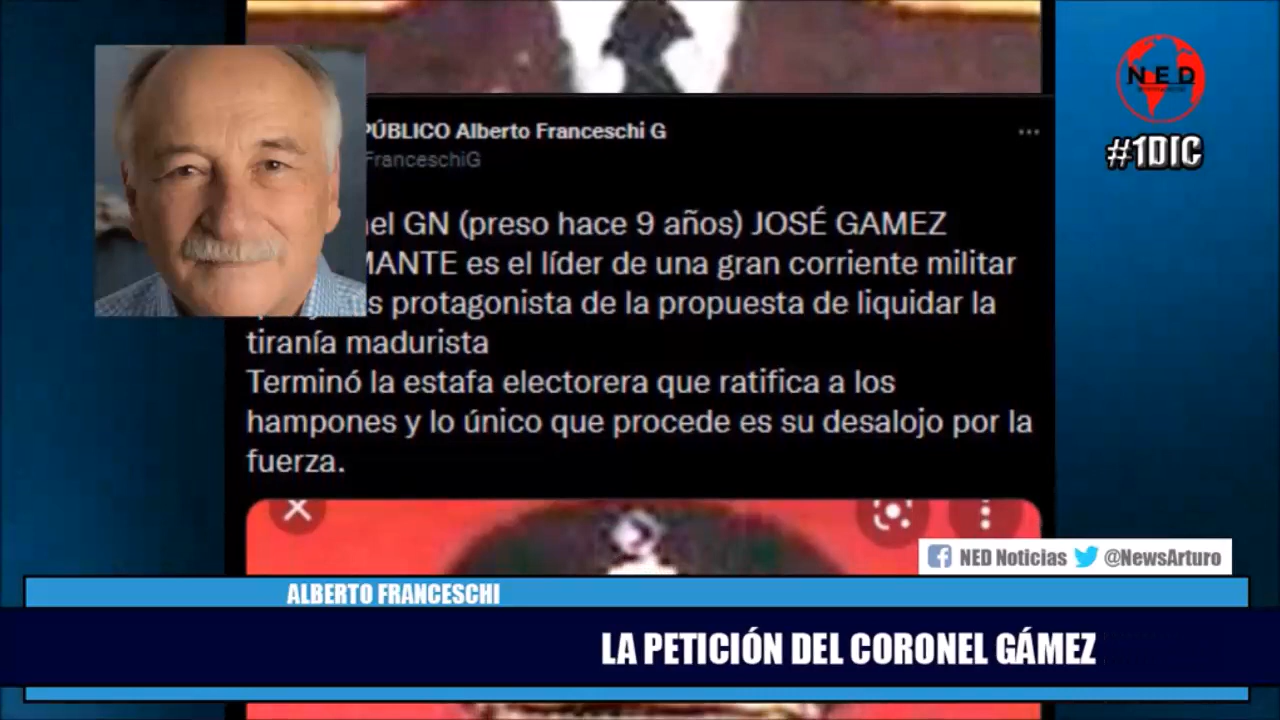 NED
#1DIC
PÚBLICO Alberto Franceschi G
FranceschiG
GN (preso hace 9 años) JOSÉ GAMEZ
MANTE es el líder de una gran corriente militar
protagonista de la propuesta de liquidar la
tiranía madurista
Terminó la estafa electorera que ratifica a los
hampones y lo único que procede es su desalojo por la
fuerza.
NED Noticias @NewsArturo
ALBERTO FRANCESCHI
LA PETICIÓN DEL CORONEL GÁMEZ